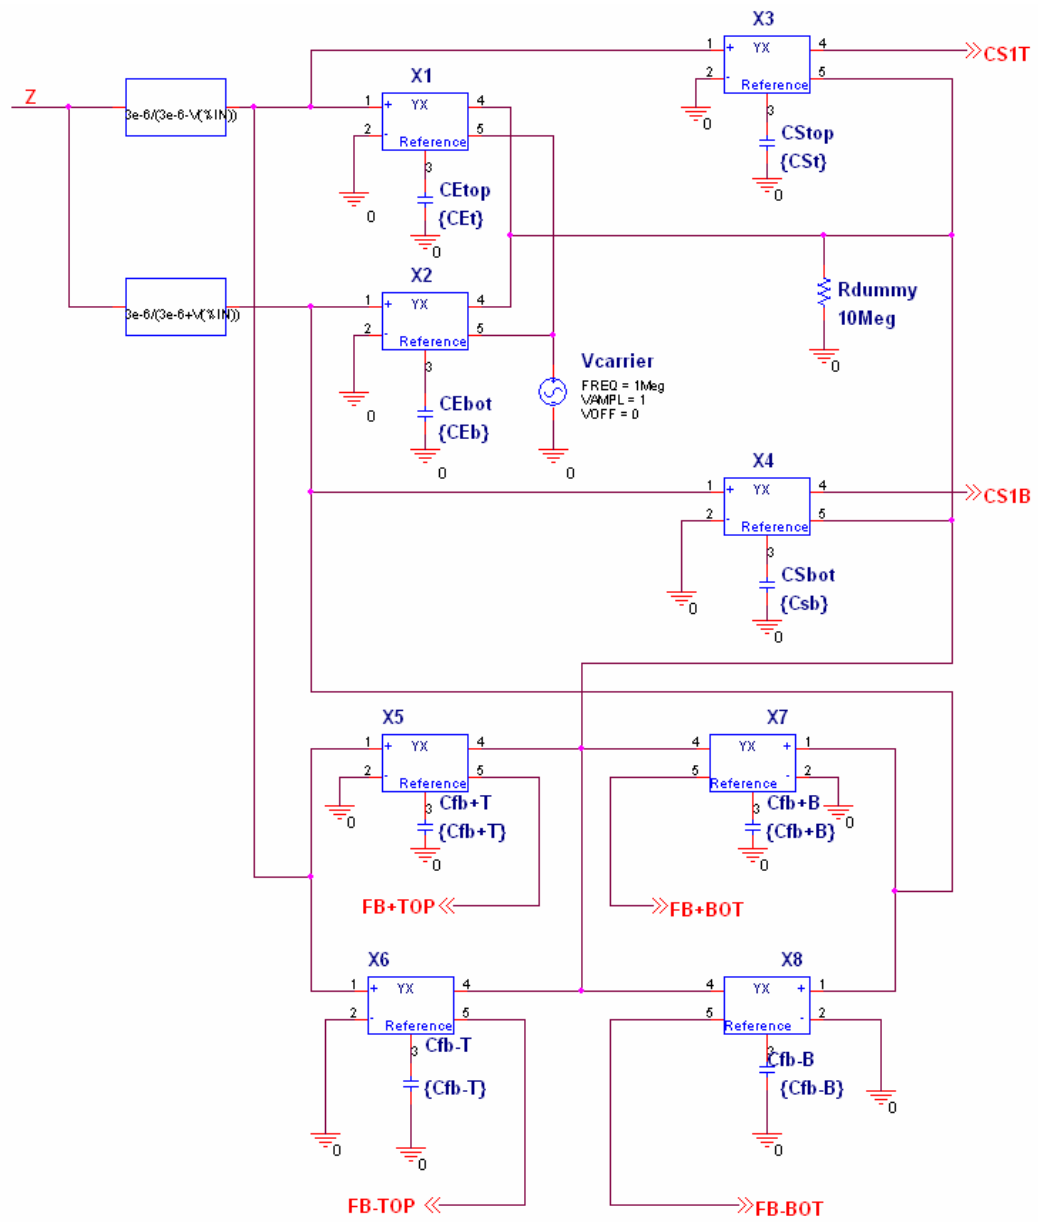 X3
1 + YX 4
CS1T
2 - 5
Reference
3
0
CStop
{CSt}
0
Z
3e-6/(3e-6-V(%IN))
X1
1 + YX 4
2 - 5
Reference
3
0
CEtop
{CEt}
0
3e-6/(3e-6+V(%IN))
X2
1 + YX 4
2 - 5
Reference
3
0
CEbot
{CEb}
0
Rdummy
10Meg
0
Vcarrier
FREQ = 1Meg
VAMPL = 1
VOFF = 0
0
X4
1 + YX 4
CS1B
2 - 5
Reference
3
0
CSbot
{Csb}
0
X5
1 + YX 4
2 - 5
Reference
3
0
Cfb+T
{Cfb+T}
0
FB+TOP
X7
4 YX + 1
5 - 2
Reference
3
0
Cfb+B
{Cfb+B}
0
FB+BOT
X6
1 + YX 4
2 - 5
Reference
3
Cfb-T
{Cfb-T}
0
0
FB-TOP
X8
4 YX + 1
5 - 2
Reference
3
Cfb-B
{Cfb-B}
0
0
FB-BOT